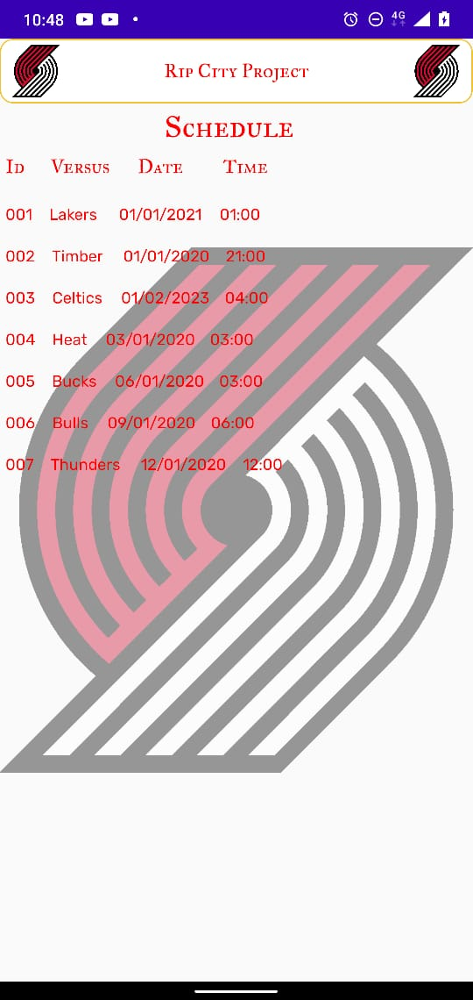 10:48 4G
Rip City Project
Schedule
Id Versus Date Time
001 Lakers 01/01/2021 01:00
002 Timber 01/01/2020 21:00
003 Celtics 01/02/2023 04:00
004 Heat 03/01/2020 03:00
005 Bucks 06/01/2020 03:00
006 Bulls 09/01/2020 06:00
007 Thunders 12/01/2020 12:00